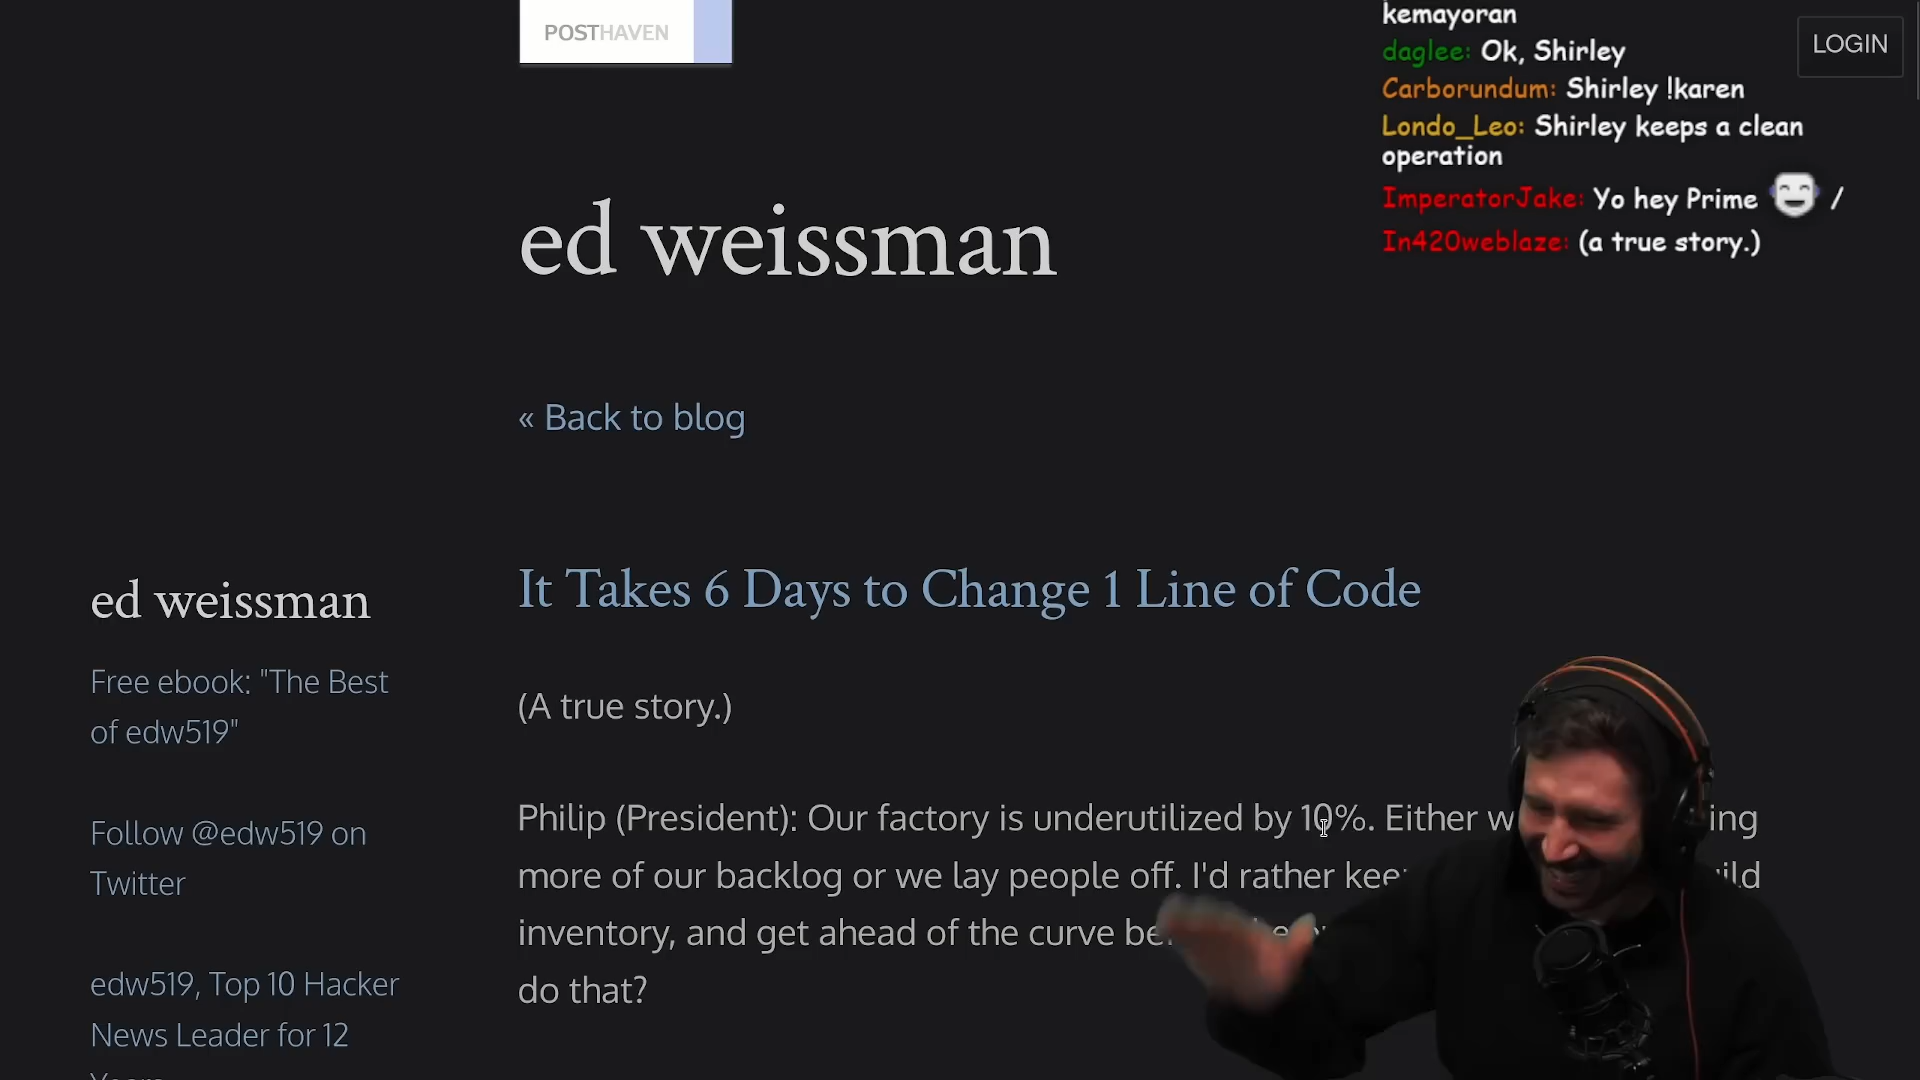 POSTHAVEN
kemayoran
daglee: Ok, Shirley
Carborundum: Shirley !karen
Londo_Leo: Shirley keeps a clean
operation
ImperatorJake: Yo hey Prime /
In420weblaze: (a true story.)
LOGIN
ed weissman
« Back to blog
ed weissman
Free ebook: "The Best
of edw519"
Follow @edw519 on
Twitter
edw519, Top 10 Hacker
News Leader for 12
It Takes 6 Days to Change 1 Line of Code
(A true story.)
Philip (President): Our factory is underutilized by 10%. Either
more of our backlog or we lay people off. I'd rather
inventory, and get ahead of the curve
do that?